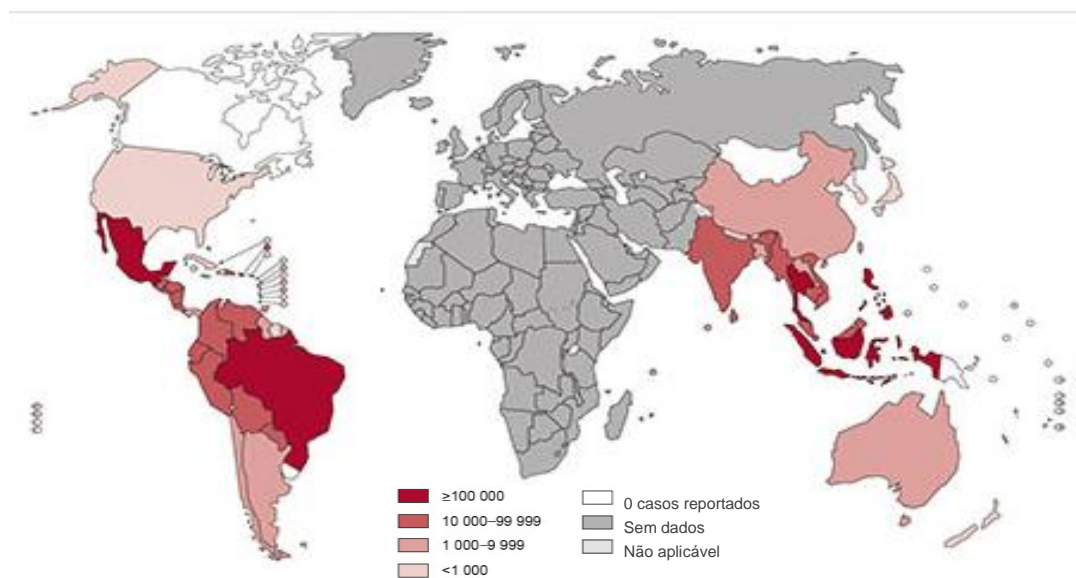 ≥100 000
10 000–99 999
1 000–9 999
<1 000
0 casos reportados
Sem dados
Não aplicável